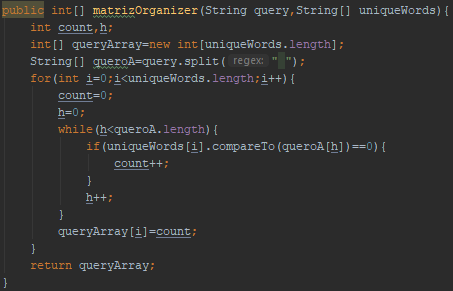 public int[] matrizOrganizer(String query,String[] uniqueWords){
int count,h;
int[] queryArray=new int[uniqueWords.length];
String[] queroA=query.split( regex: " ");
for(int i=0;i<uniqueWords.length;i++){
count=0;
h=0;
while(h<queroA.length){
if(uniqueWords[i].compareTo(queroA[h])==0){
count++;
}
h++;
}
queryArray[i]=count;
}
return queryArray;
}